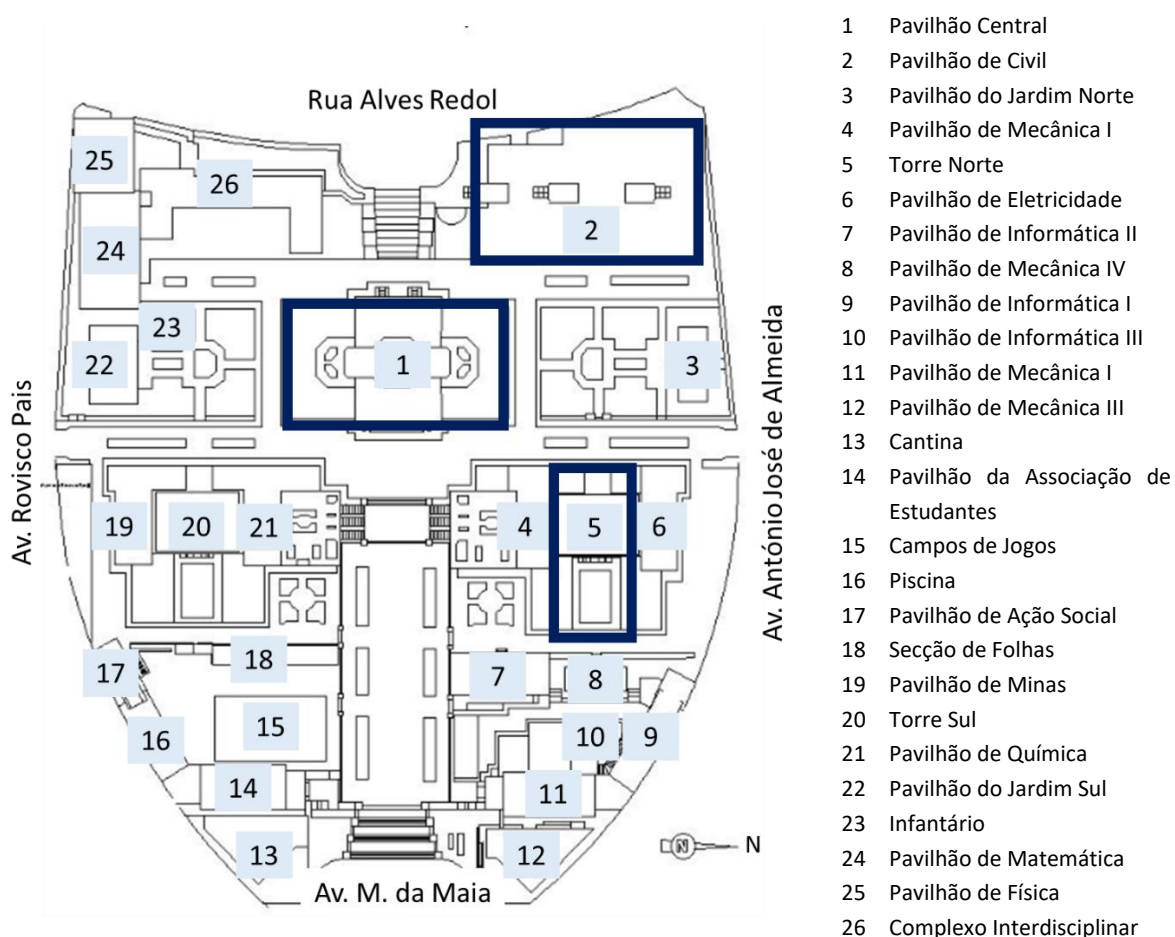 Rua Alves Redol
25
26
24
2
23
22
1
3
Av. Rovisco Pais
Av. António José de Almeida
19
20
21
4
5
6
18
17
7
8
16
15
10
9
14
11
13
12
N
N
Av. M. da Maia
1 Pavilhão Central
2 Pavilhão de Civil
3 Pavilhão do Jardim Norte
4 Pavilhão de Mecânica I
5 Torre Norte
6 Pavilhão de Eletricidade
7 Pavilhão de Informática II
8 Pavilhão de Mecânica IV
9 Pavilhão de Informática I
10 Pavilhão de Informática III
11 Pavilhão de Mecânica I
12 Pavilhão de Mecânica III
13 Cantina
14 Pavilhão da Associação de
Estudantes
15 Campos de Jogos
16 Piscina
17 Pavilhão de Ação Social
18 Secção de Folhas
19 Pavilhão de Minas
20 Torre Sul
21 Pavilhão de Química
22 Pavilhão do Jardim Sul
23 Infantário
24 Pavilhão de Matemática
25 Pavilhão de Física
26 Complexo Interdisciplinar